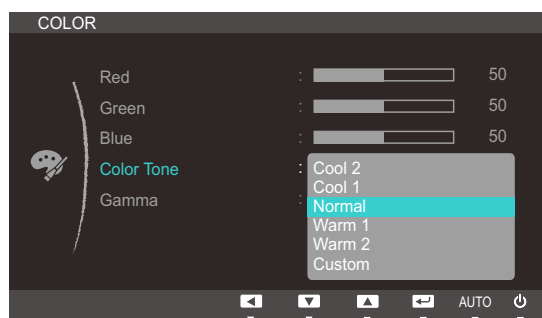 COLOR
Red : 50
Green : 50
Blue : 50
Color Tone : Cool 2
Cool 1
Gamma : Normal
Warm 1
Warm 2
Custom
AUTO